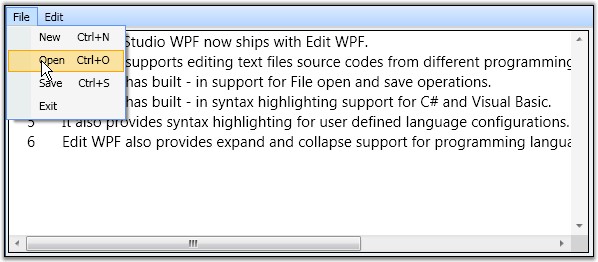 File Edit
New Ctrl+N
Open Ctrl+O
Save Ctrl+S
Exit
Studio WPF now ships with Edit WPF.
supports editing text files source codes from different programming
has built - in support for File open and save operations.
has built - in syntax highlighting support for C# and Visual Basic.
5 It also provides syntax highlighting for user defined language configurations.
6 Edit WPF also provides expand and collapse support for programming langua